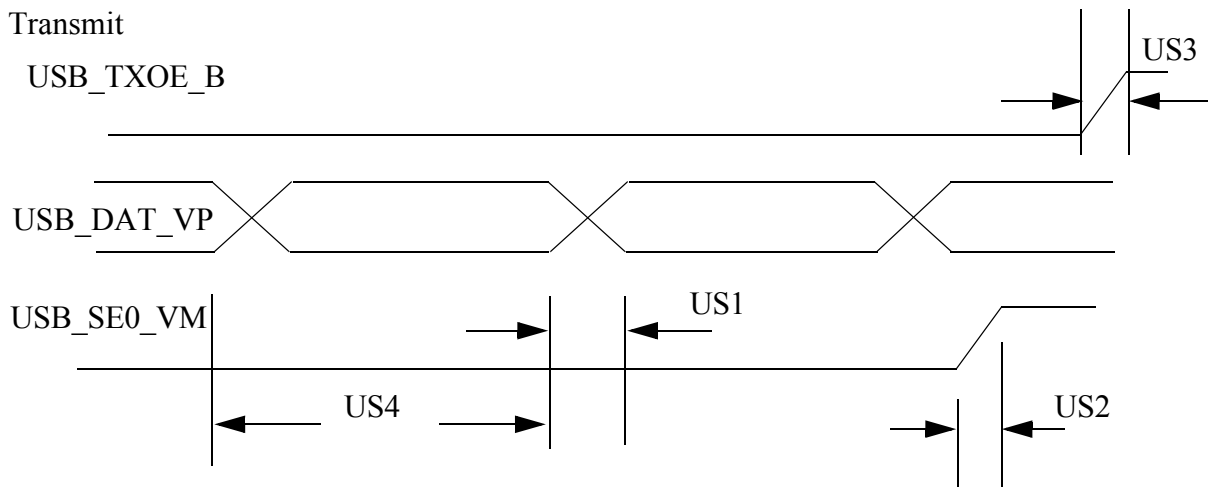 Transmit
USB_TXOE_B
US3
USB_DAT_VP
USB_SE0_VM
US1
US4
US2